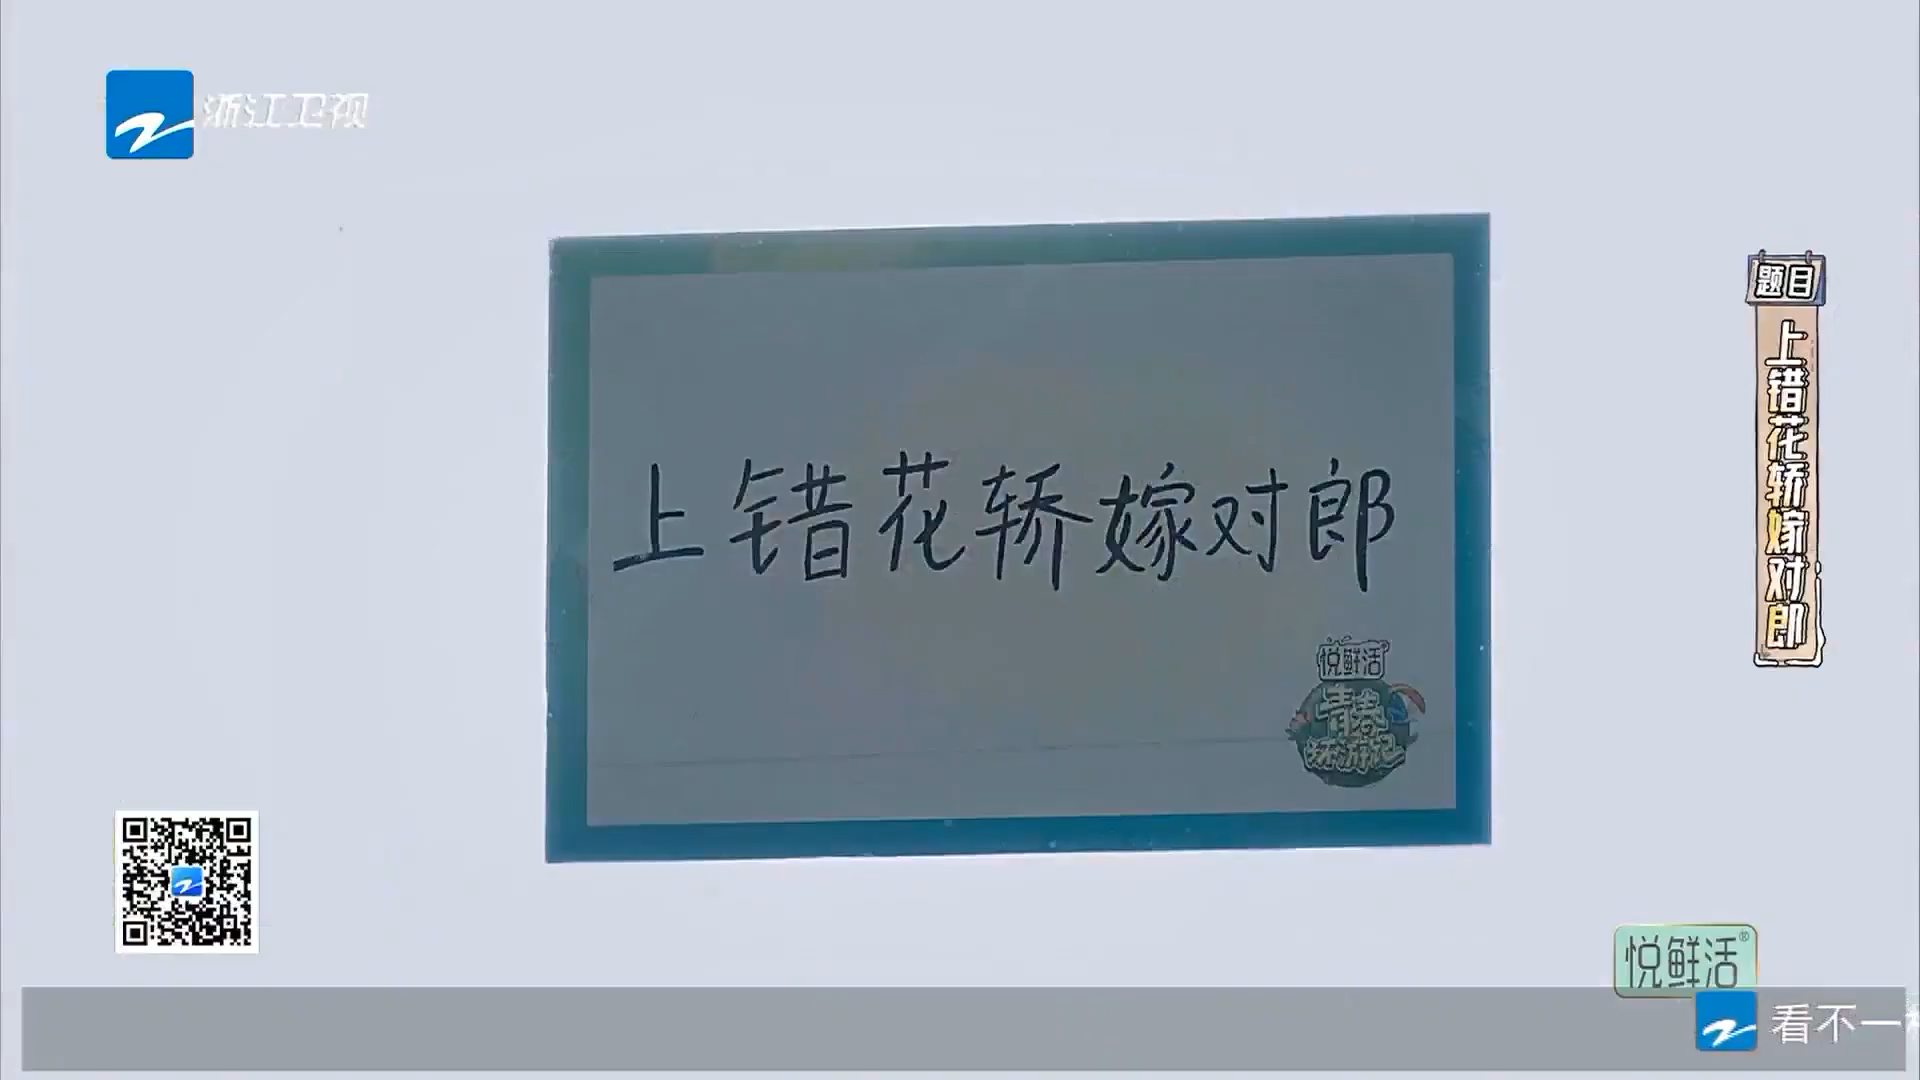 浙江卫视
题目
上错花轿嫁对郎
上错花轿嫁对郎
悦鲜活
青春
环游记
悦鲜活®
看不一